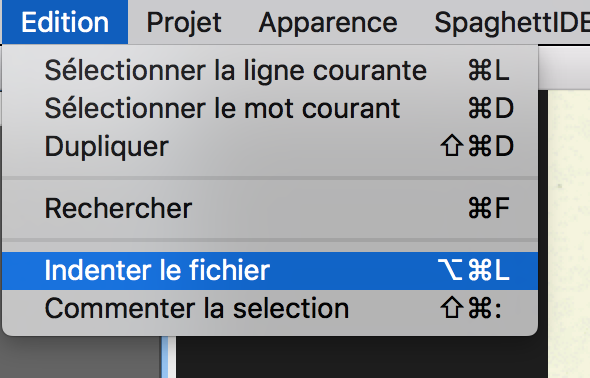 Edition Projet Apparence SpaghettIDE
Sélectionner la ligne courante ⌘L
Sélectionner le mot courant ⌘D
Dupliquer ⇧⌘D
Rechercher ⌘F
Indenter le fichier ⌥⌘L
Commenter la selection ⇧⌘: